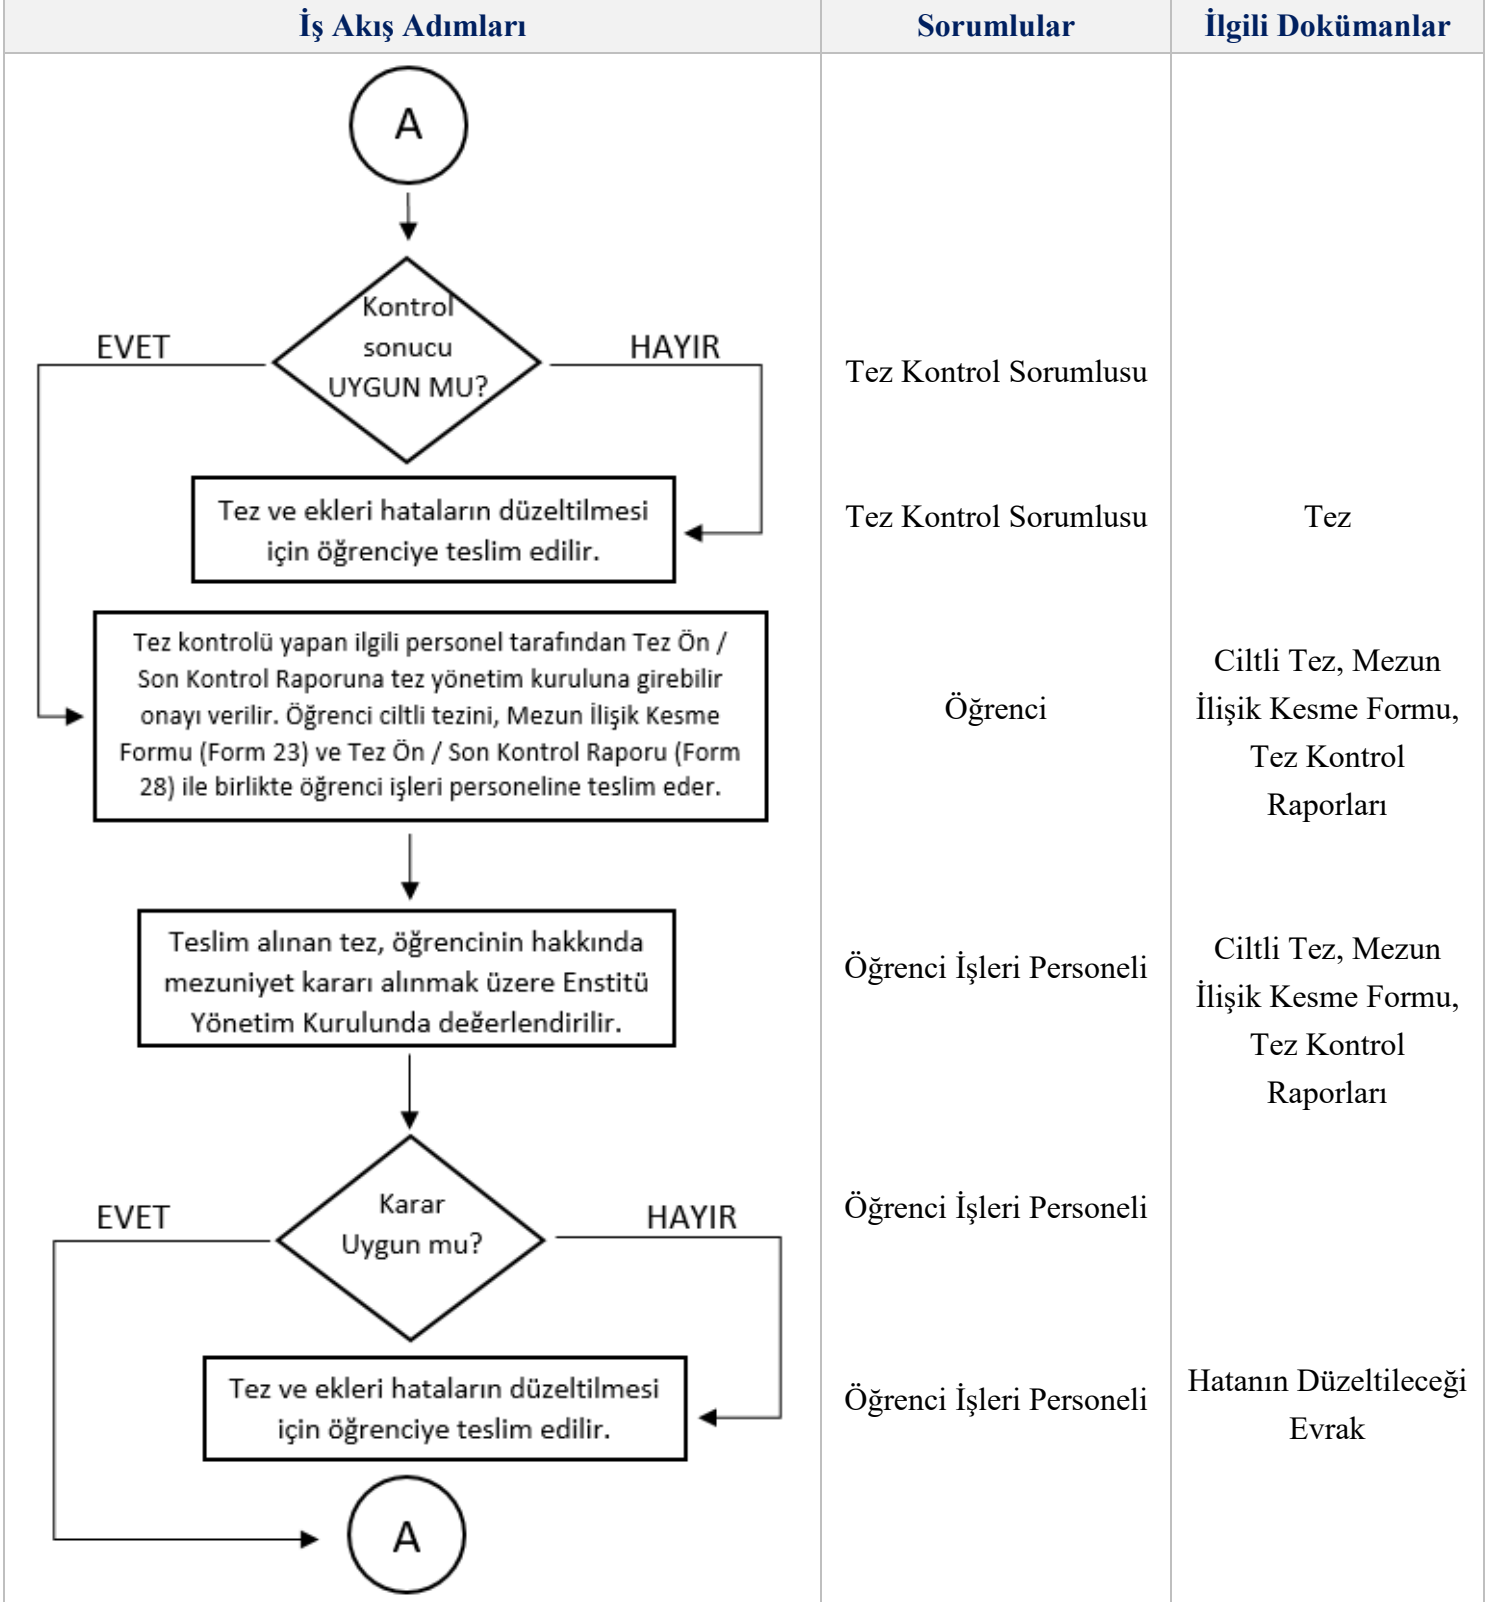 İş Akış Adımları
Sorumlular
İlgili Dokümanlar
A
Kontrol
sonucu
UYGUN MU?
EVET
HAYIR
Tez Kontrol Sorumlusu
Tez ve ekleri hataların düzeltilmesi
için öğrenciye teslim edilir.
Tez Kontrol Sorumlusu
Tez
Tez kontrolü yapan ilgili personel tarafından Tez Ön /
Son Kontrol Raporuna tez yönetim kuruluna girebilir
onayı verilir. Öğrenci ciltli tezini, Mezun İlişik Kesme
Formu (Form 23) ve Tez Ön / Son Kontrol Raporu (Form
28) ile birlikte öğrenci işleri personeline teslim eder.
Öğrenci
Ciltli Tez, Mezun
İlişik Kesme Formu,
Tez Kontrol
Raporları
Teslim alınan tez, öğrencinin hakkında
mezuniyet kararı alınmak üzere Enstitü
Yönetim Kurulunda değerlendirilir.
Öğrenci İşleri Personeli
Ciltli Tez, Mezun
İlişik Kesme Formu,
Tez Kontrol
Raporları
Karar
Uygun mu?
EVET
HAYIR
Öğrenci İşleri Personeli
Tez ve ekleri hataların düzeltilmesi
için öğrenciye teslim edilir.
Öğrenci İşleri Personeli
Hatanın Düzeltileceği
Evrak
A